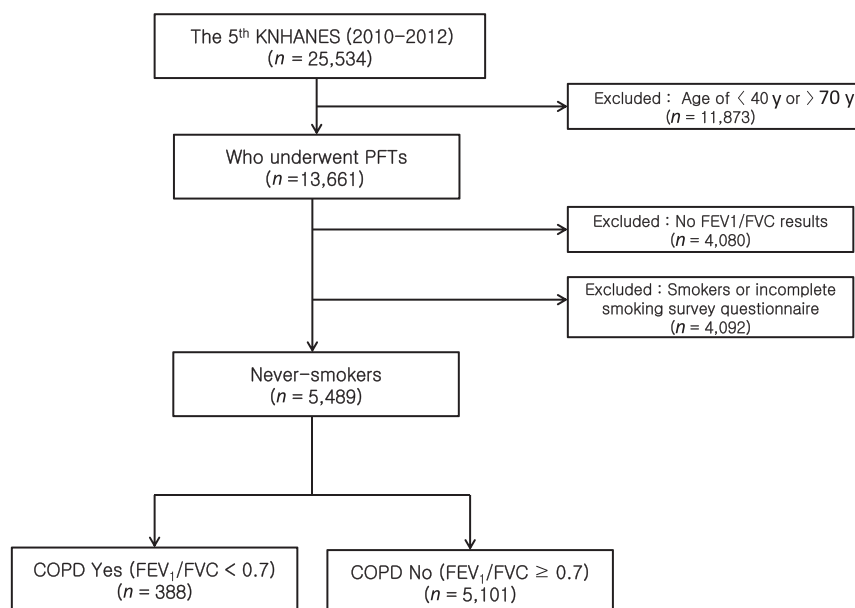 The 5th KNHANES (2010-2012)
(n = 25,534)
Excluded : Age of < 40 y or > 70 y
(n = 11,873)
Who underwent PFTs
(n =13,661)
Excluded : No FEV1/FVC results
(n = 4,080)
Excluded : Smokers or incomplete
smoking survey questionnaire
(n = 4,092)
Never-smokers
(n = 5,489)
COPD Yes (FEV₁/FVC < 0.7)
(n = 388)
COPD No (FEV₁/FVC ≥ 0.7)
(n = 5,101)